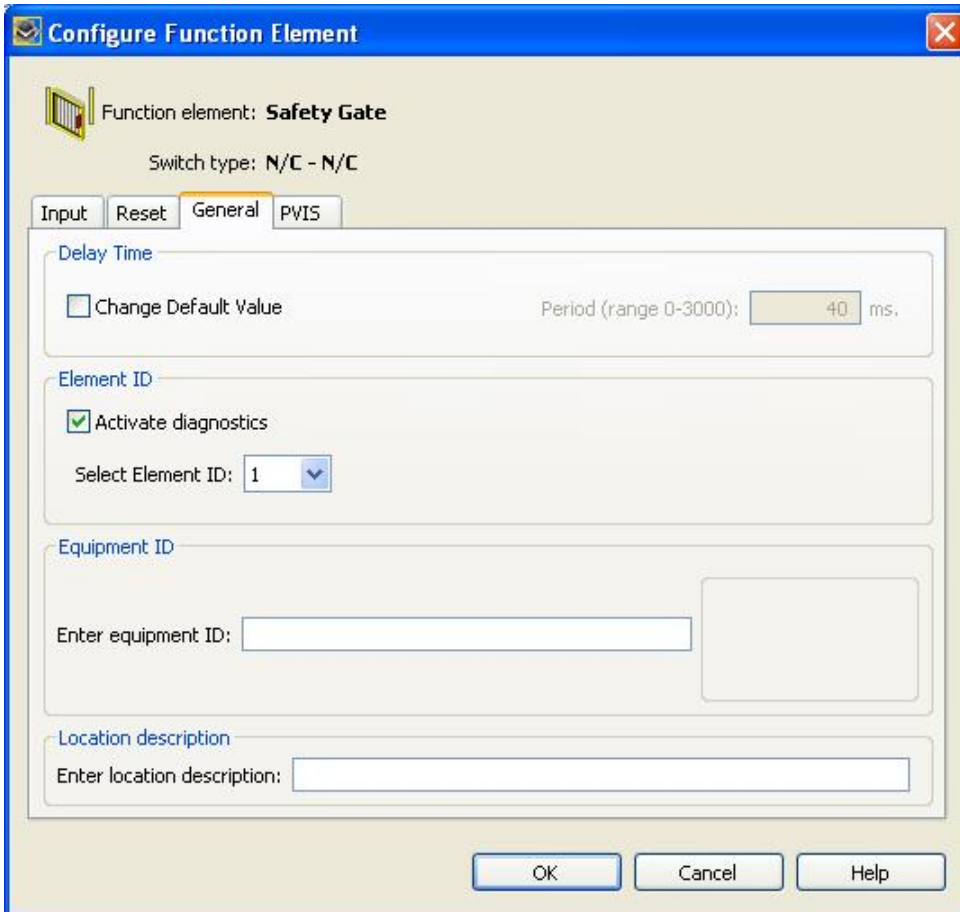 Configure Function Element
Function element: Safety Gate
Switch type: N/C - N/C
Input Reset General PVIS
Delay Time
Change Default Value Period (range 0-3000): 40 ms.
Element ID
Activate diagnostics
Select Element ID: 1
Equipment ID
Enter equipment ID:
Location description
Enter location description:
OK Cancel Help